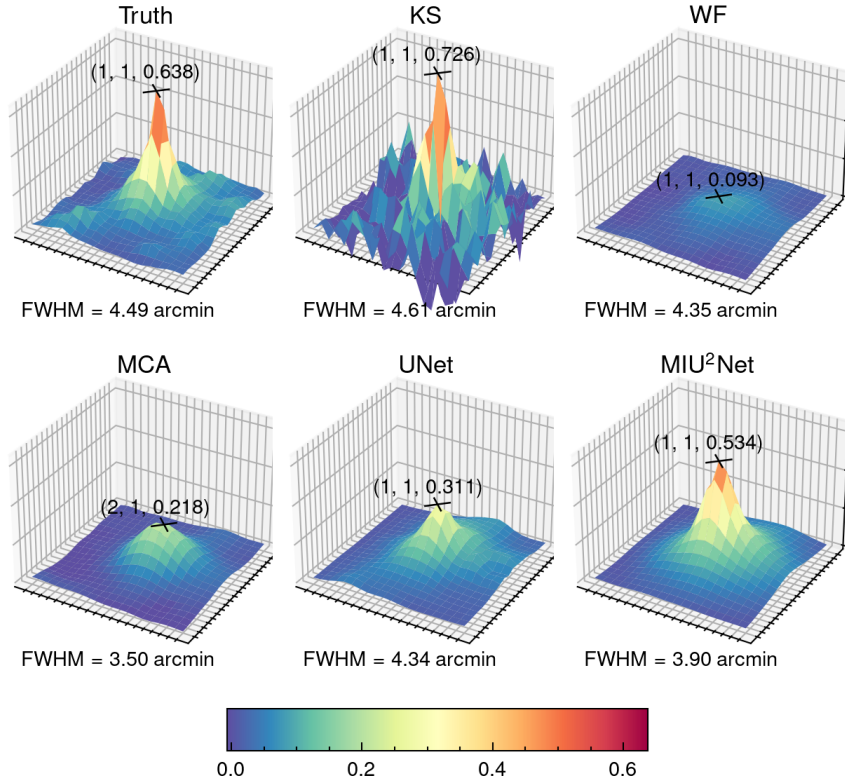 Truth
KS
WF
(1, 1, 0.638)
(1, 1, 0.726)
(1, 1, 0.093)
FWHM = 4.49 arcmin
FWHM = 4.61 arcmin
FWHM = 4.35 arcmin
MCA
UNet
MIU²Net
(2, 1, 0.218)
(1, 1, 0.311)
(1, 1, 0.534)
FWHM = 3.50 arcmin
FWHM = 4.34 arcmin
FWHM = 3.90 arcmin
0.0
0.2
0.4
0.6